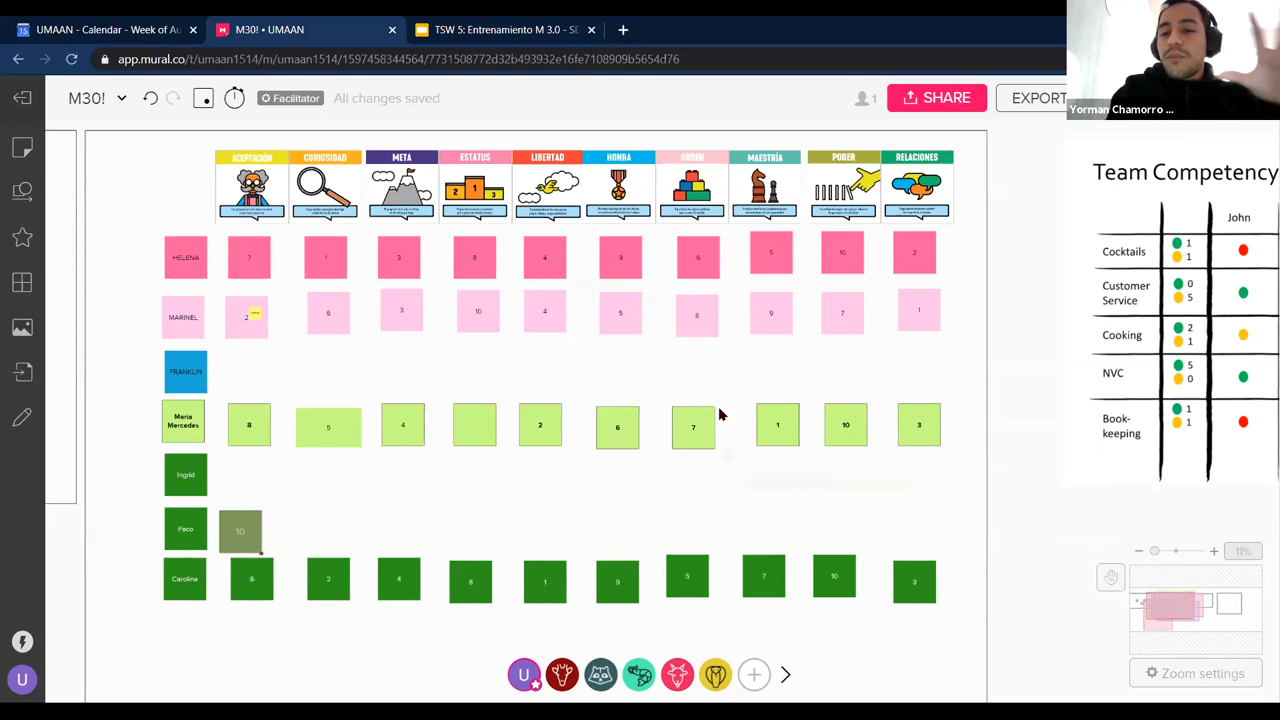 UMAAN - Calendar - Week of Au
M30! • UMAAN
TSW 5: Entrenamiento M 3.0 - SE
app.mural.co/t/umaan1514/m/umaan1514/1597458344564/7731508772d32b493932e16fe7108909b5654d76
M30!
Facilitator
All changes saved
1
SHARE
EXPORT
Yorman Chamorro ...
ACEPTACIÓN CURIOSIDAD META ESTATUS LIBERTAD HONRA ORDEN MAESTRÍA PODER RELACIONES
2 1 3
HELENA 7 1 3 8 4 9 6 5 10 2
MARINEL 2 6 3 10 4 5 8 9 7 1
FRANKLIN
Maria Mercedes 8 5 4 2 6 7 1 10 3
Ingrid
Paco 10
Carolina 6 2 4 8 1 9 5 7 10 3
U
Team Competency
John
Cocktails 1 1
Customer Service 0 5
Cooking 2 1
NVC 5 0
Book-keeping 1 1
11%
Zoom settings
U